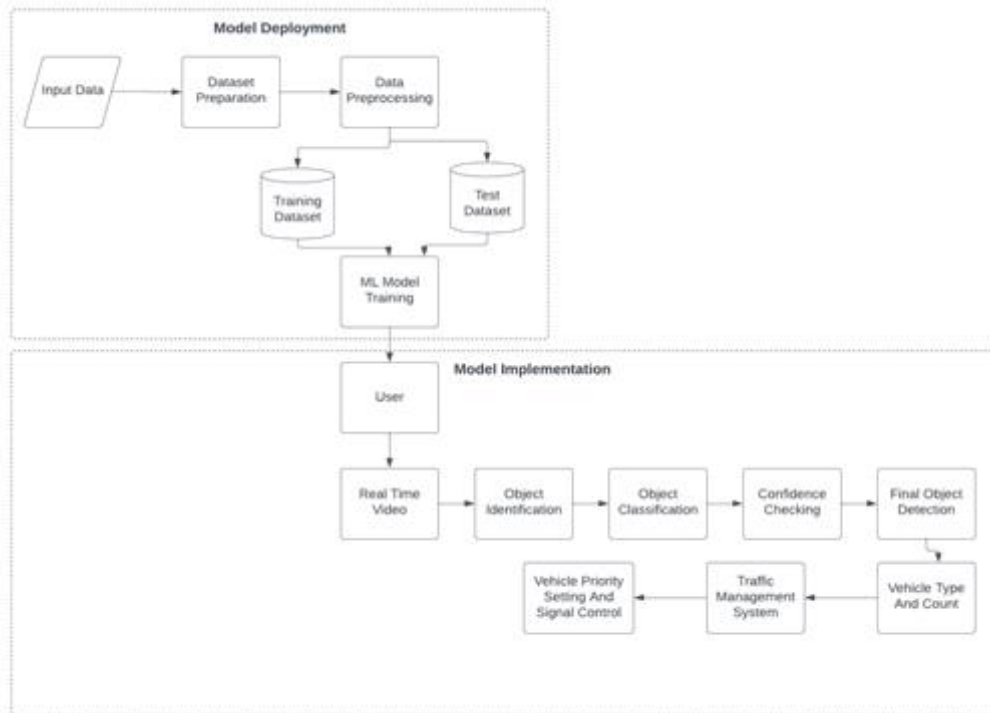 Model Deployment
Input Data
Dataset
Preparation
Data
Preprocessing
Training
Dataset
Test
Dataset
ML Model
Training
Model Implementation
User
Real Time
Video
Object
Identification
Object
Classification
Confidence
Checking
Final Object
Detection
Vehicle Type
And Count
Traffic
Management
System
Vehicle Priority
Setting And
Signal Control